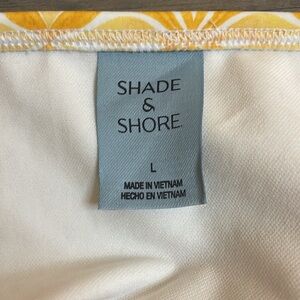 SHADE
&
SHORE
L
MADE IN VIETNAM
HECHO EN VIETNAM